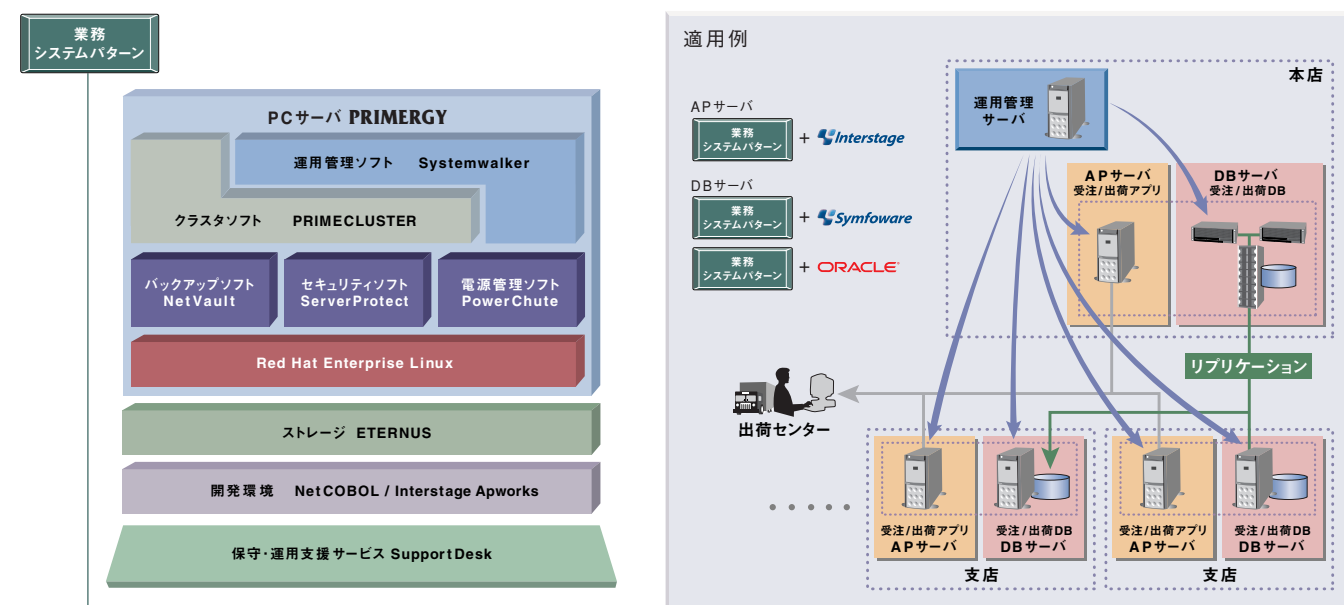 業務
システムパターン
PCサーバ PRIMERGY
運用管理ソフト Systemwalker
クラスタソフト PRIMECLUSTER
バックアップソフト
NetVault
セキュリティソフト
ServerProtect
電源管理ソフト
PowerChute
Red Hat Enterprise Linux
ストレージ ETERNUS
開発環境 NetCOBOL / Interstage Apworks
保守・運用支援サービス SupportDesk
適用例
APサーバ
業務
システムパターン
+ Interstage
DBサーバ
業務
システムパターン
+ Symfoware
業務
システムパターン
+ ORACLE
本店
運用管理
サーバ
APサーバ
受注/出荷アプリ
DBサーバ
受注/出荷DB
リプリケーション
出荷センター
受注/出荷アプリ
APサーバ
受注/出荷DB
DBサーバ
支店
受注/出荷アプリ
APサーバ
受注/出荷DB
DBサーバ
支店